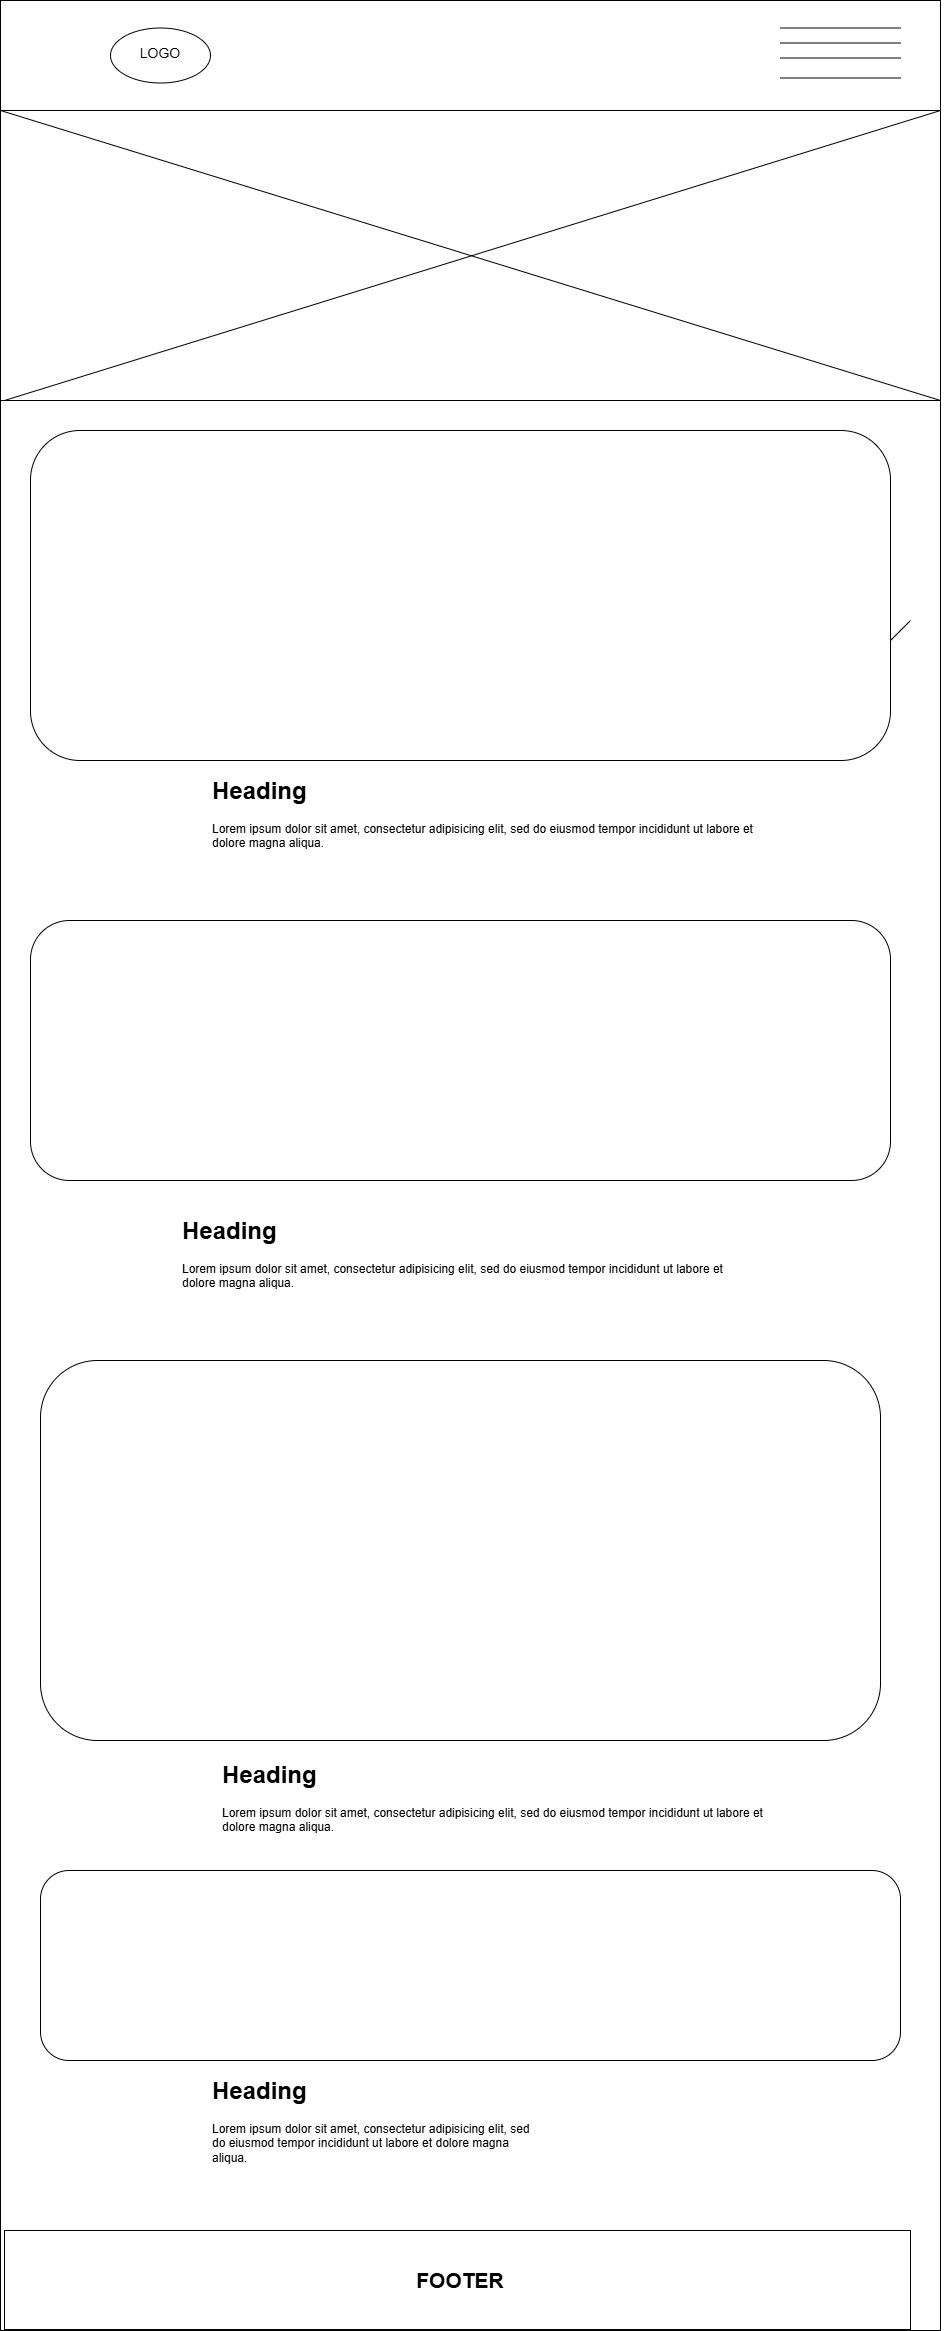 LOGO
Heading
Lorem ipsum dolor sit amet, consectetur adipisicing elit, sed do eiusmod tempor incididunt ut labore et
dolore magna aliqua.
Heading
Lorem ipsum dolor sit amet, consectetur adipisicing elit, sed do eiusmod tempor incididunt ut labore et
dolore magna aliqua.
Heading
Lorem ipsum dolor sit amet, consectetur adipisicing elit, sed do eiusmod tempor incididunt ut labore et
dolore magna aliqua.
Heading
Lorem ipsum dolor sit amet, consectetur adipisicing elit, sed
do eiusmod tempor incididunt ut labore et dolore magna
aliqua.
FOOTER